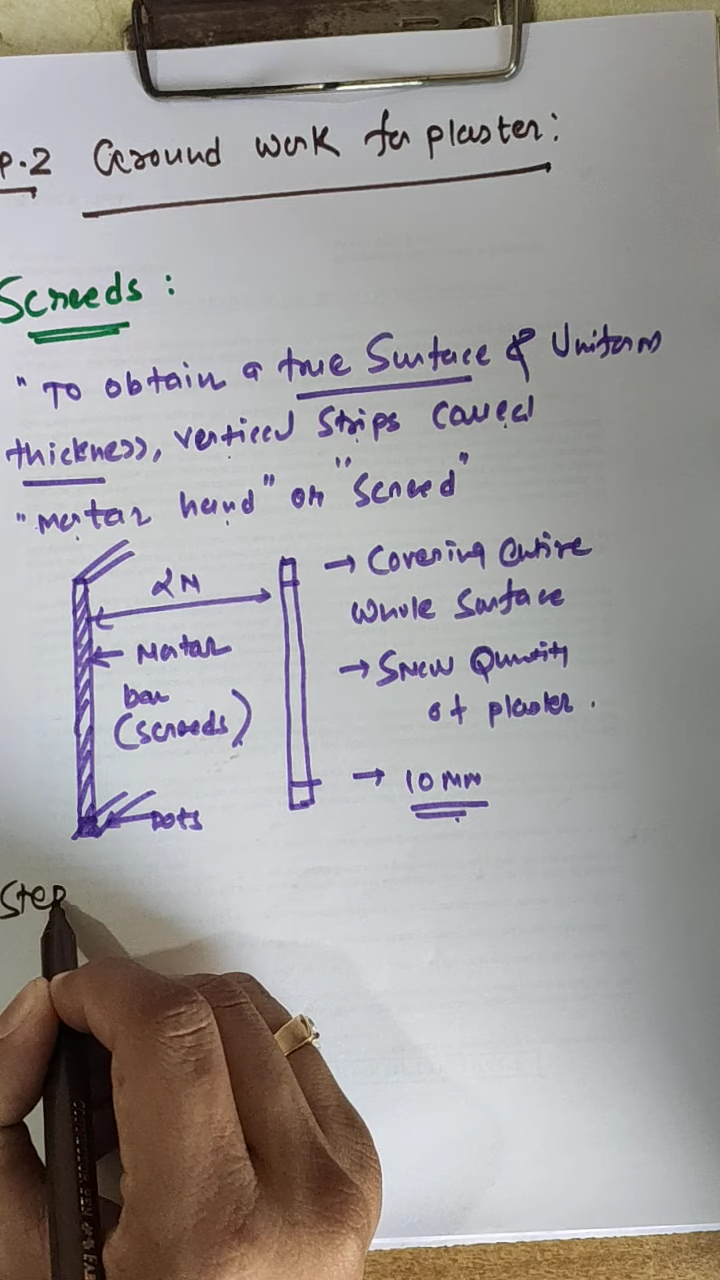 p.2 Ground work for plaster:
Screeds :
"To obtain a true Surface & Uniform
thickness, vertical Strips called
"Mortar band" or "Screed"
2M
Mortar
bar
(screeds)
Dots
→ Covering entire
whole surface
→ Snew Quantity
of plaster.
→ 10 MM
Step